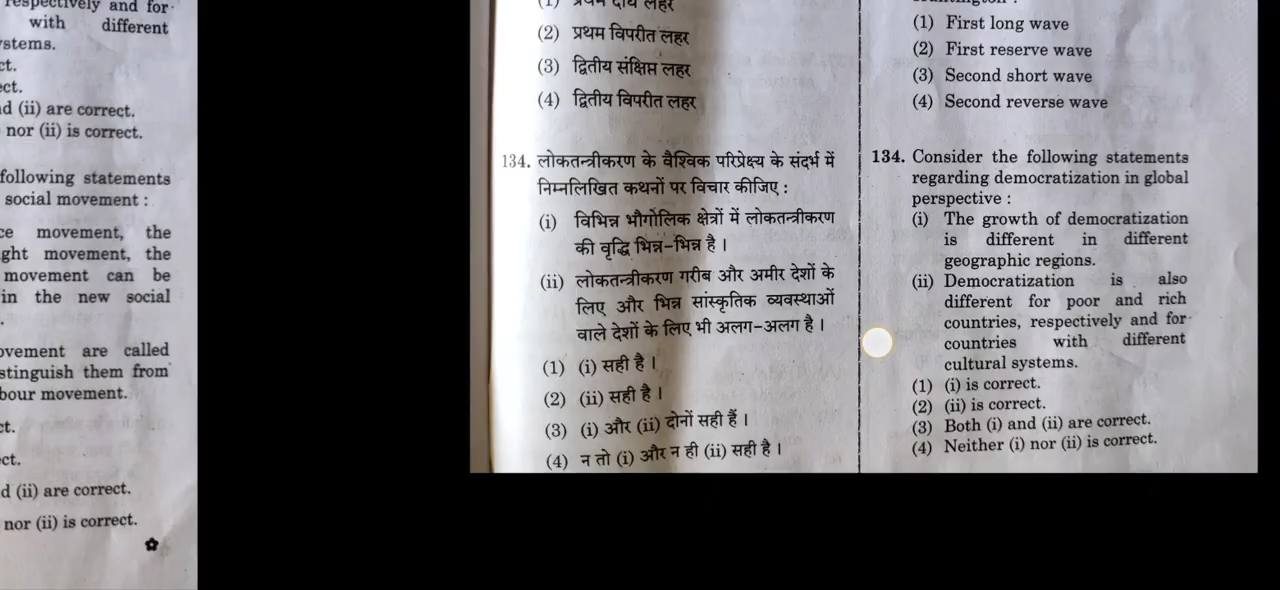 respectively and for
with different
stems.
ct.
ect.
d (ii) are correct.
nor (ii) is correct.
following statements
social movement :
ce movement, the
ght movement, the
movement can be
in the new social
.
ovement are called
stinguish them from
bour movement.
ct.
ct.
d (ii) are correct.
nor (ii) is correct.
(1) प्रथम दीर्घ लहर
(2) प्रथम विपरीत लहर
(3) द्वितीय संक्षिप्त लहर
(4) द्वितीय विपरीत लहर
134. लोकतन्त्रीकरण के वैश्विक परिप्रेक्ष्य के संदर्भ में
निम्नलिखित कथनों पर विचार कीजिए :
(i) विभिन्न भौगोलिक क्षेत्रों में लोकतन्त्रीकरण
की वृद्धि भिन्न-भिन्न है ।
(ii) लोकतन्त्रीकरण गरीब और अमीर देशों के
लिए और भिन्न सांस्कृतिक व्यवस्थाओं
वाले देशों के लिए भी अलग-अलग है ।
(1) (i) सही है ।
(2) (ii) सही है ।
(3) (i) और (ii) दोनों सही हैं ।
(4) न तो (i) और न ही (ii) सही है ।
(1) First long wave
(2) First reserve wave
(3) Second short wave
(4) Second reverse wave
134. Consider the following statements
regarding democratization in global
perspective :
(i) The growth of democratization
is different in different
geographic regions.
(ii) Democratization is also
different for poor and rich
countries, respectively and for
countries with different
cultural systems.
(1) (i) is correct.
(2) (ii) is correct.
(3) Both (i) and (ii) are correct.
(4) Neither (i) nor (ii) is correct.